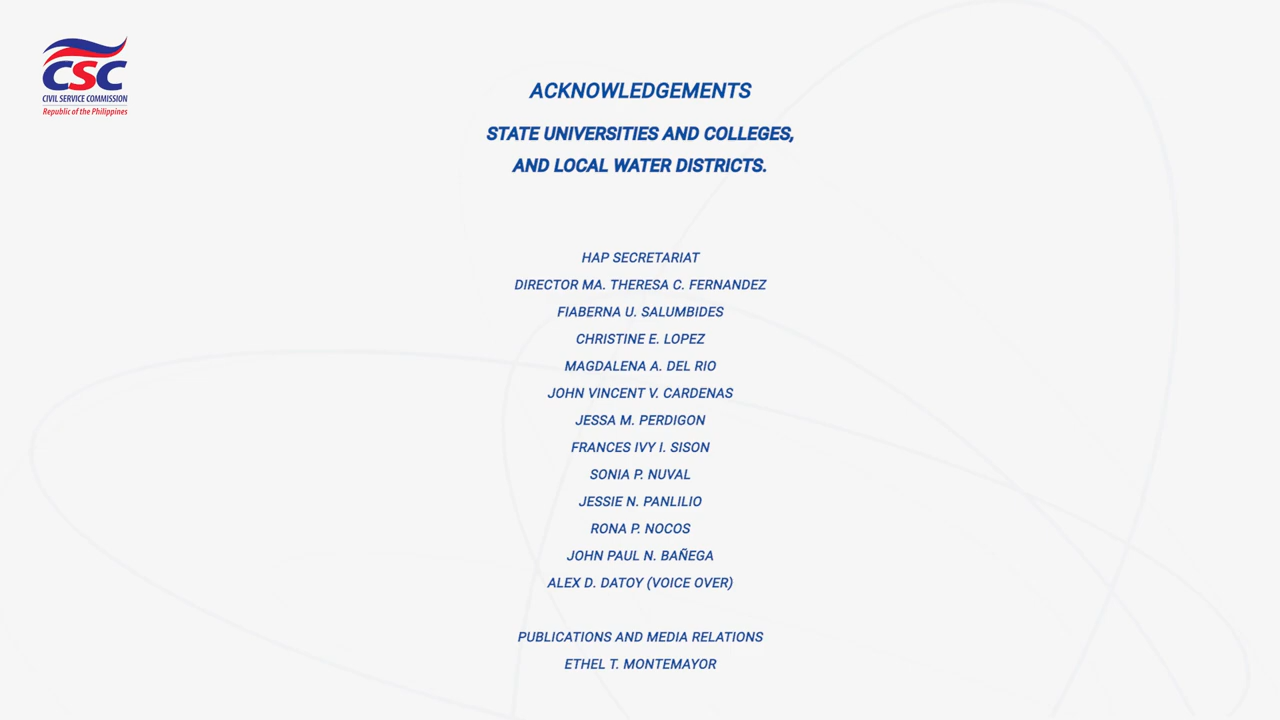 CSC
CIVIL SERVICE COMMISSION
Republic of the Philippines
ACKNOWLEDGEMENTS
STATE UNIVERSITIES AND COLLEGES,
AND LOCAL WATER DISTRICTS.
HAP SECRETARIAT
DIRECTOR MA. THERESA C. FERNANDEZ
FIABERNA U. SALUMBIDES
CHRISTINE E. LOPEZ
MAGDALENA A. DEL RIO
JOHN VINCENT V. CARDENAS
JESSA M. PERDIGON
FRANCES IVY I. SISON
SONIA P. NUVAL
JESSIE N. PANLILIO
RONA P. NOCOS
JOHN PAUL N. BAÑEGA
ALEX D. DATOY (VOICE OVER)
PUBLICATIONS AND MEDIA RELATIONS
ETHEL T. MONTEMAYOR